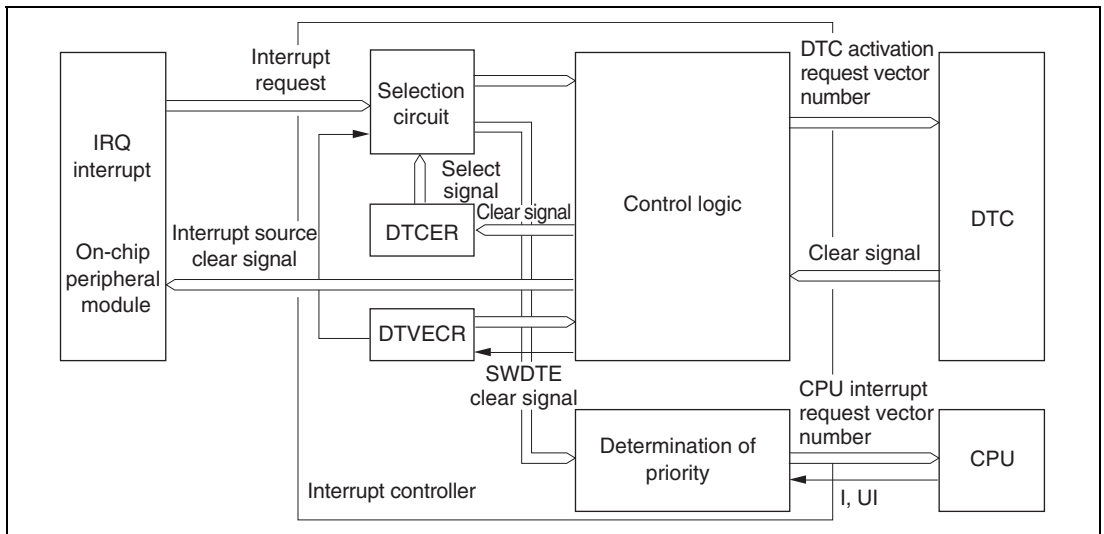 Interrupt
request
Selection
circuit
DTC activation
request vector
number
IRQ
interrupt
On-chip
peripheral
module
Select
signal
DTCER
Clear signal
Control logic
DTC
Interrupt source
clear signal
Clear signal
DTVECR
SWDTE
clear signal
CPU interrupt
request vector
number
Determination of
priority
CPU
I, UI
Interrupt controller